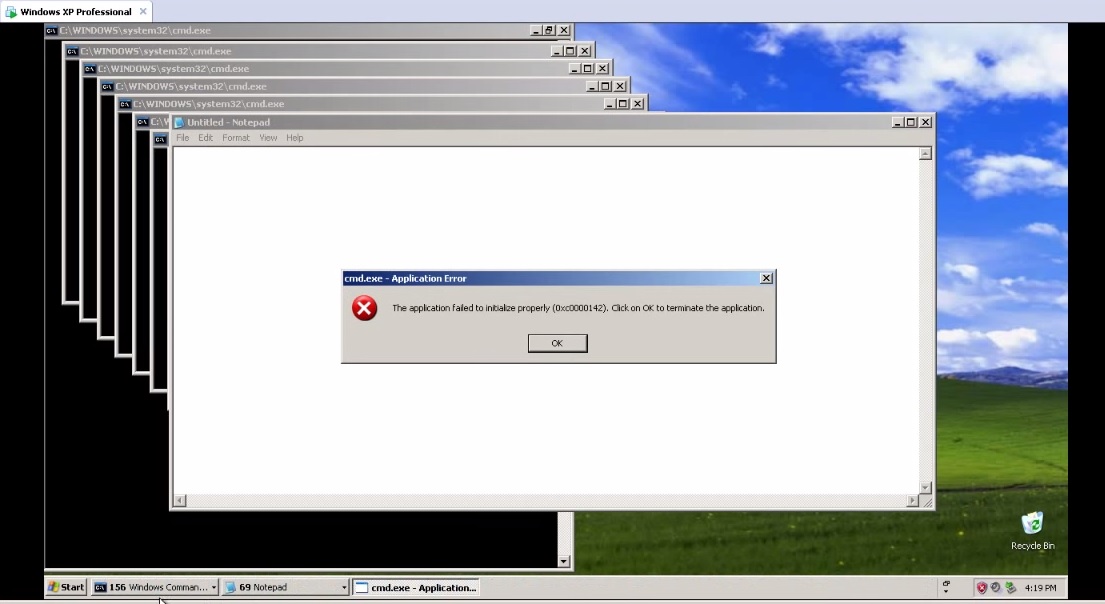 Windows XP Professional
C:\WINDOWS\system32\cmd.exe
C:\WINDOWS\system32\cmd.exe
C:\WINDOWS\system32\cmd.exe
C:\WINDOWS\system32\cmd.exe
C:\WINDOWS\system32\cmd.exe
C:\W
Untitled - Notepad
File Edit Format View Help
cmd.exe - Application Error
The application failed to initialize properly (0xc0000142). Click on OK to terminate the application.
OK
Recycle Bin
Start 156 Windows Comman... 69 Notepad cmd.exe - Application... 4:19 PM